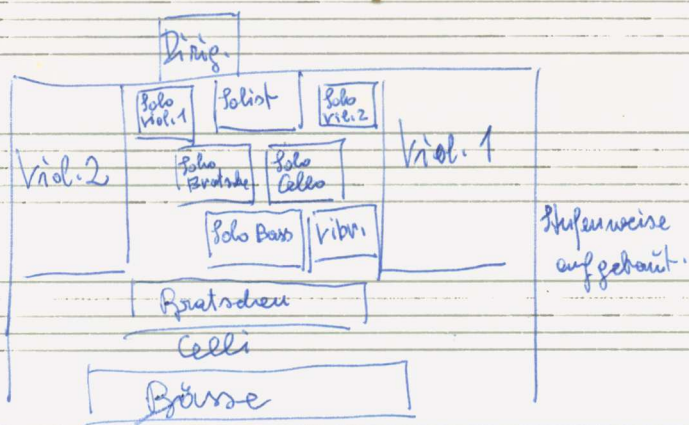 Dirig.
Solo
Viol. 1
Solist
Solo
Viol. 2
Viol. 2
Solo
Bratsche
Solo
Cello
Viol. 1
Solo Bass
Vibr.
Stufenweise
aufgebaut.
Bratschen
Celli
Bässe